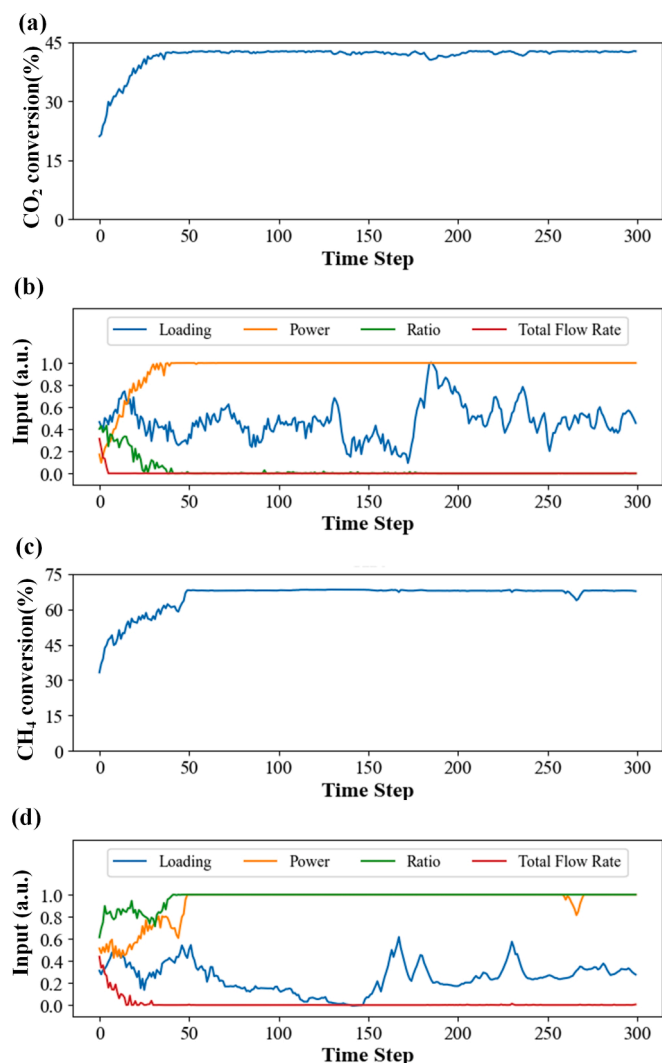 (a)
45
30
15
0
CO₂ conversion(%)
0 50 100 150 200 250 300
Time Step
(b)
Loading Power Ratio Total Flow Rate
1.0
0.8
0.6
0.4
0.2
0.0
Input (a.u.)
0 50 100 150 200 250 300
Time Step
(c)
75
60
45
30
15
0
CH₄ conversion(%)
0 50 100 150 200 250 300
Time Step
(d)
Loading Power Ratio Total Flow Rate
1.0
0.8
0.6
0.4
0.2
0.0
Input (a.u.)
0 50 100 150 200 250 300
Time Step